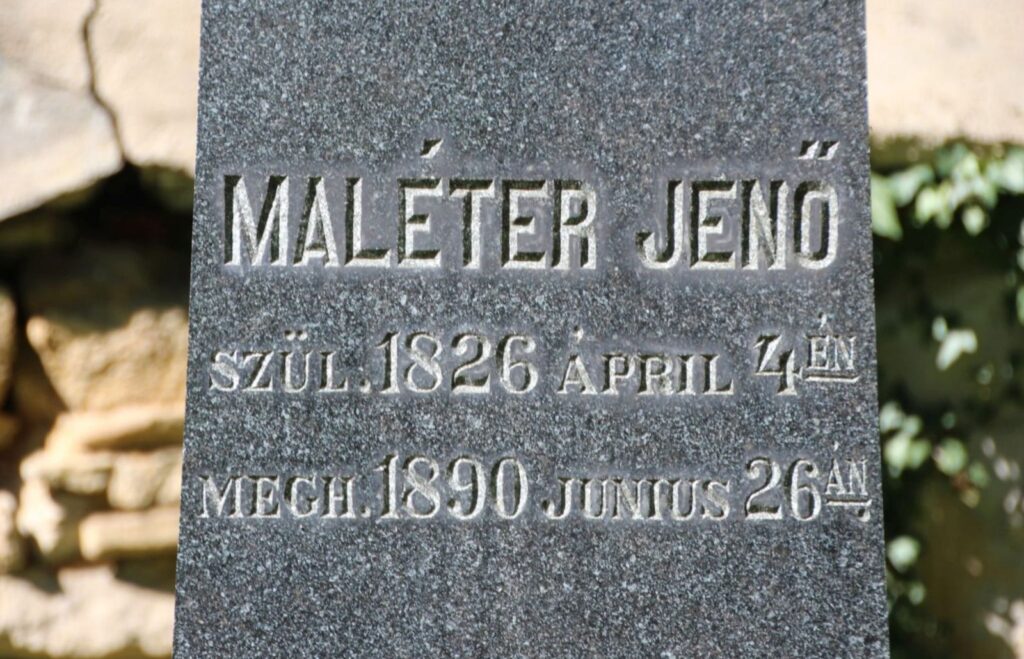 MALÉTER JENŐ
SZÜL. 1826 ÁPRIL 4ÉN
MEGH. 1890 JUNIUS 26ÁN